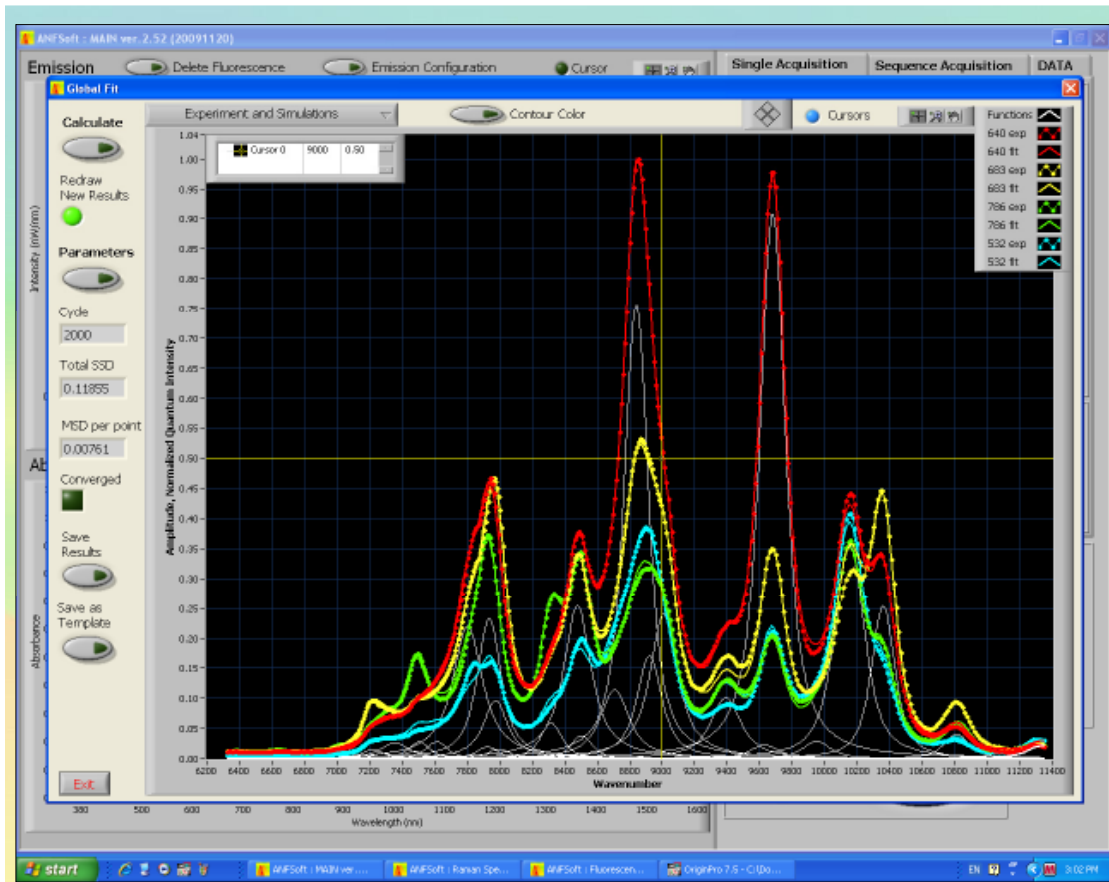 ANFSoft : MAIN ver. 2.52 (20091120)
Emission
Delete Fluorescence
Emission Configuration
Cursor
Single Acquisition
Sequence Acquisition
DATA
Global Fit
Calculate
Redraw
New Results
Parameters
Cycle
2000
Total SSD
0.11855
MSD per point
0.00761
Converged
Save
Results
Save as
Template
Exit
Experiment and Simulations
Contour Color
Cursors
Functions
640 exp
640 fit
683 exp
683 fit
786 exp
786 fit
532 exp
532 fit
Cursor 0 9000 0.50
Amplitude, Normalized Quantum Intensity
1.04
1.00
0.95
0.90
0.85
0.80
0.75
0.70
0.65
0.60
0.55
0.50
0.45
0.40
0.35
0.30
0.25
0.20
0.15
0.10
0.05
0.00
6200 6400 6600 6800 7000 7200 7400 7600 7800 8000 8200 8400 8600 8800 9000 9200 9400 9600 9800 10000 10200 10400 10600 10800 11000 11200 11400
Wavenumber
Intensity (nW/nm)
Ab
Absorbance
300 500 600 700 800 900 1000 1100 1200 1300 1400 1500 1600
Wavelength (nm)
start
ANFSoft : MAIN ver....
ANFSoft : Raman Spe...
ANFSoft : Fluorescen...
OriginPro 7.5 - C:\Do...
EN
3:02 PM